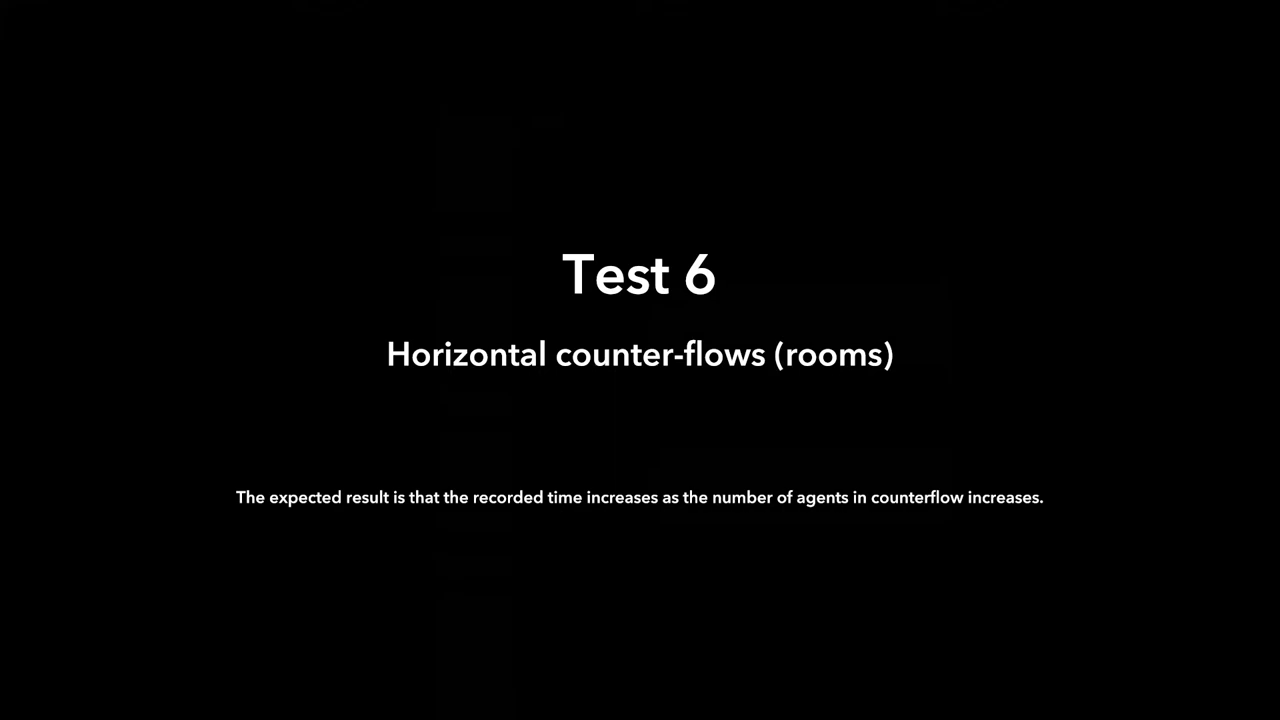 Test 6
Horizontal counter-flows (rooms)
The expected result is that the recorded time increases as the number of agents in counterflow increases.